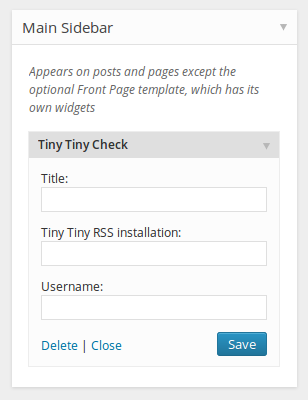 Main Sidebar
Appears on posts and pages except the
optional Front Page template, which has its
own widgets
Tiny Tiny Check
Title:
Tiny Tiny RSS installation:
Username:
Delete | Close Save